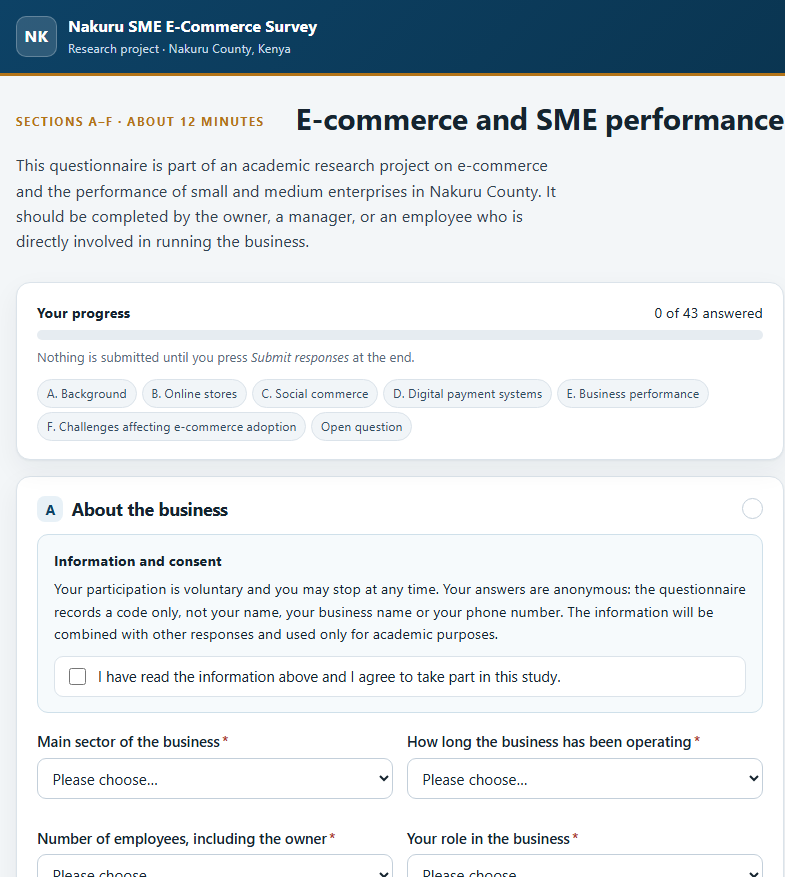 NK
Nakuru SME E-Commerce Survey
Research project · Nakuru County, Kenya
SECTIONS A–F · ABOUT 12 MINUTES
E-commerce and SME performance
This questionnaire is part of an academic research project on e-commerce
and the performance of small and medium enterprises in Nakuru County. It
should be completed by the owner, a manager, or an employee who is
directly involved in running the business.
Your progress
0 of 43 answered
Nothing is submitted until you press Submit responses at the end.
A. Background
B. Online stores
C. Social commerce
D. Digital payment systems
E. Business performance
F. Challenges affecting e-commerce adoption
Open question
A
About the business
Information and consent
Your participation is voluntary and you may stop at any time. Your answers are anonymous: the questionnaire
records a code only, not your name, your business name or your phone number. The information will be
combined with other responses and used only for academic purposes.
I have read the information above and I agree to take part in this study.
Main sector of the business *
How long the business has been operating *
Please choose...
Please choose...
Number of employees, including the owner *
Your role in the business *
Please choose...
Please choose...